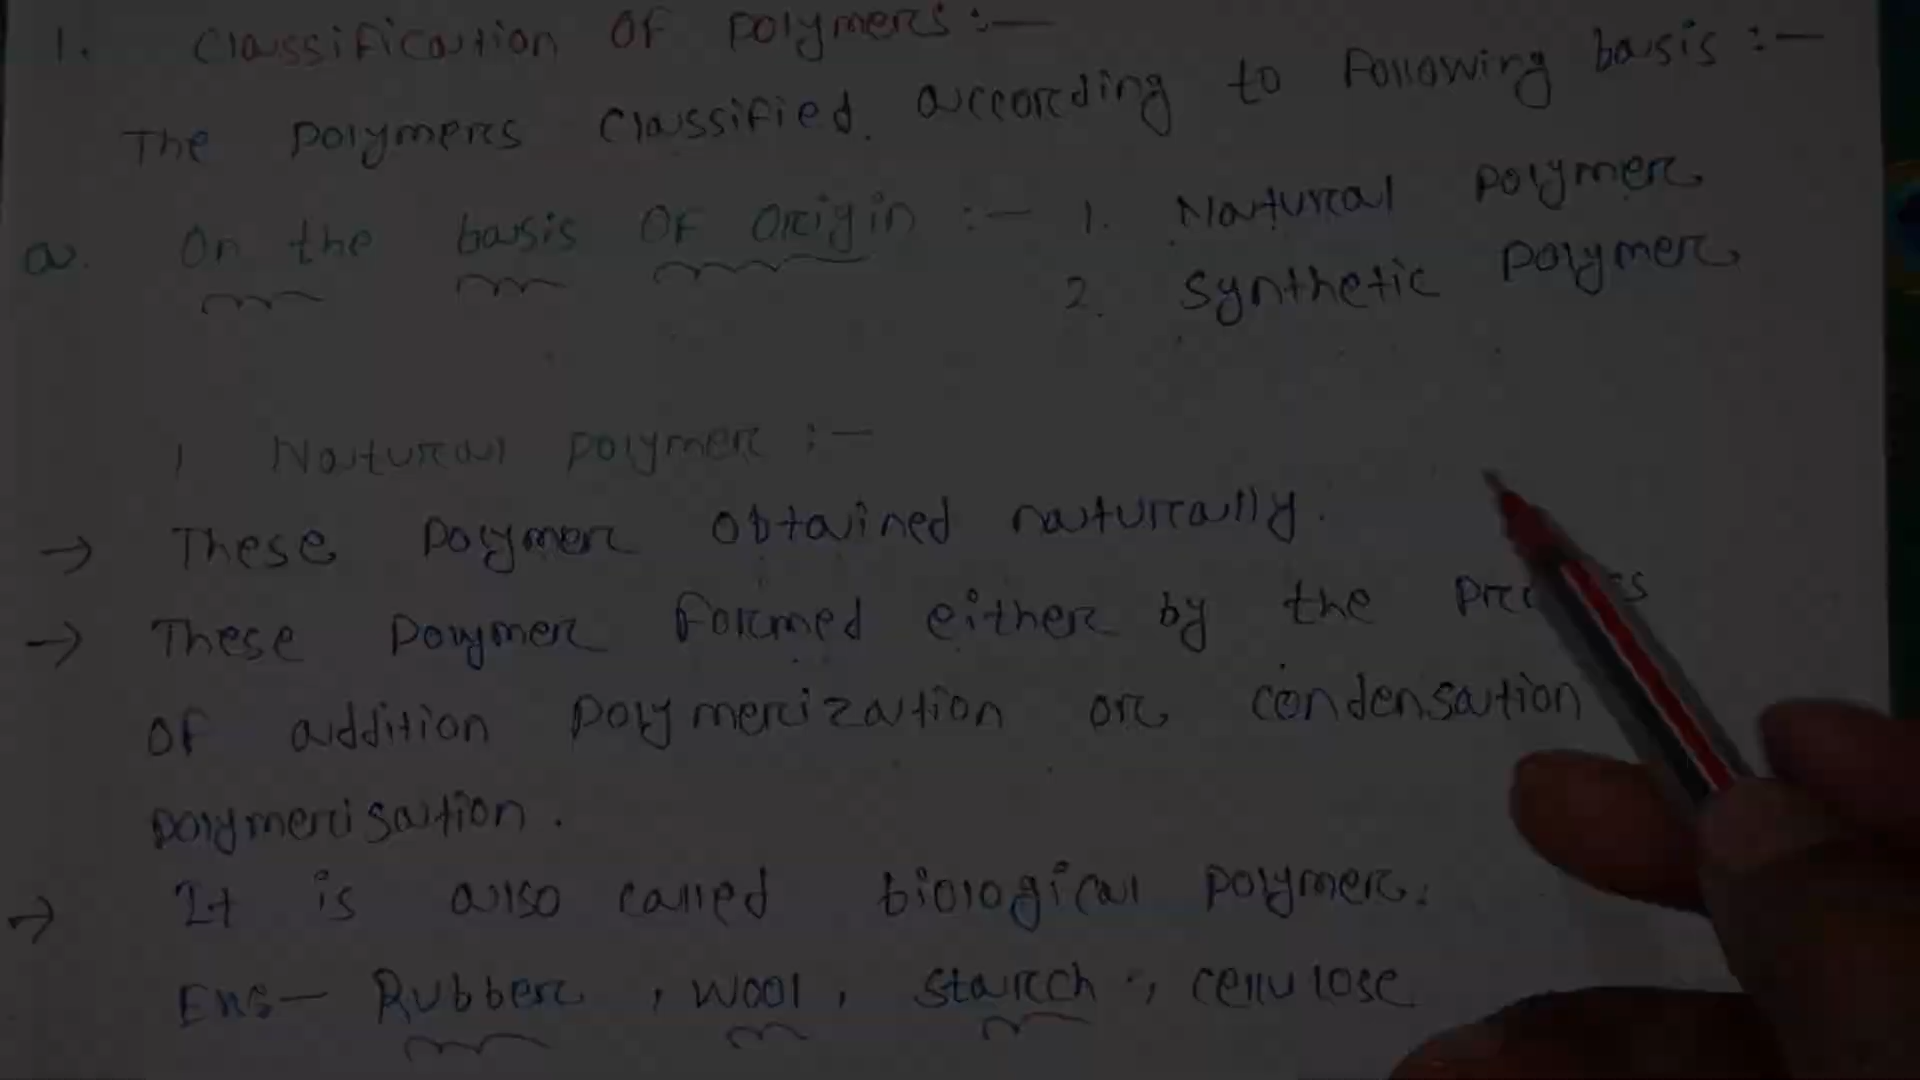 1. Classification OF polymers :-
The polymers classified. according to following basis :-
a. On the basis OF Origin :- 1. Natural polymer
2. Synthetic polymer
1 Natural polymer :-
→ These polymer obtained naturally.
→ These polymer formed either by the
of addition polymerization or condensation
polymerisation.
→ It is also called biological polymer.
Ens- Rubber, wool, starch, cellulose